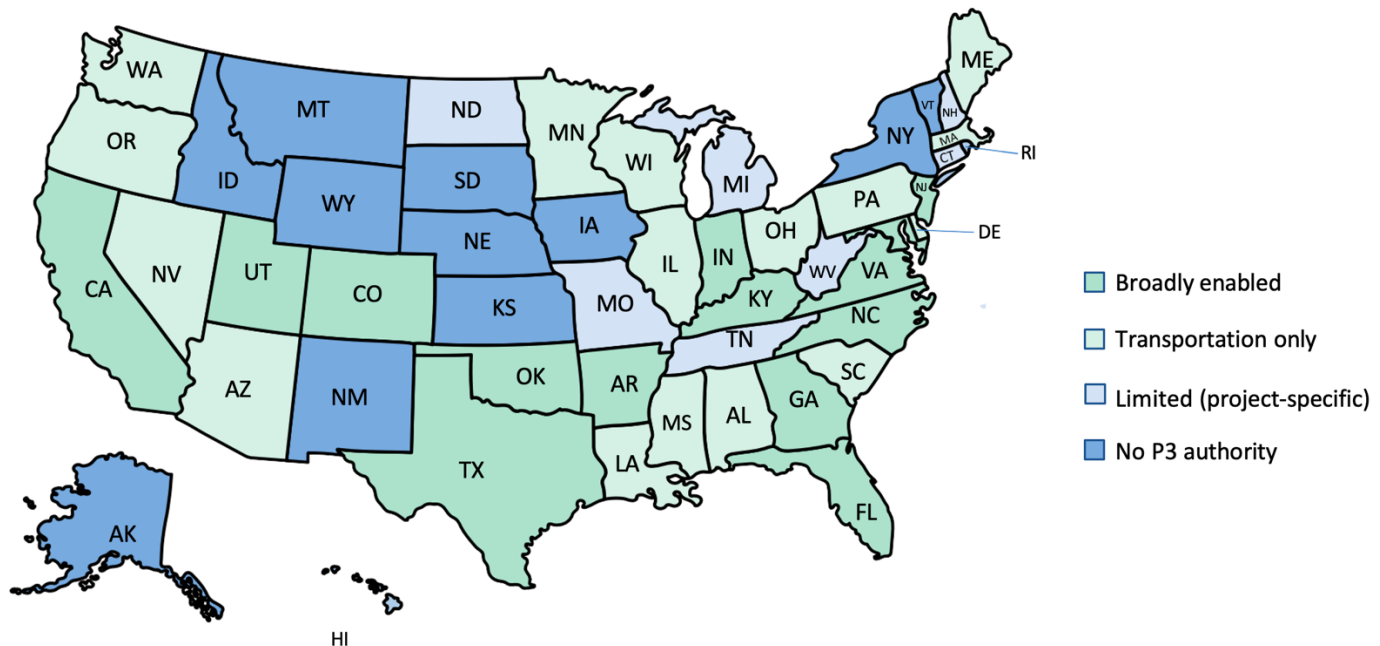 WA
OR
CA
NV
ID
MT
WY
UT
CO
AZ
NM
ND
SD
NE
KS
OK
TX
MN
IA
MO
AR
LA
WI
IL
MI
IN
OH
KY
TN
MS
AL
GA
FL
SC
NC
VA
WV
PA
NY
VT
NH
ME
MA
CT
RI
NJ
DE
AK
HI
Broadly enabled
Transportation only
Limited (project-specific)
No P3 authority